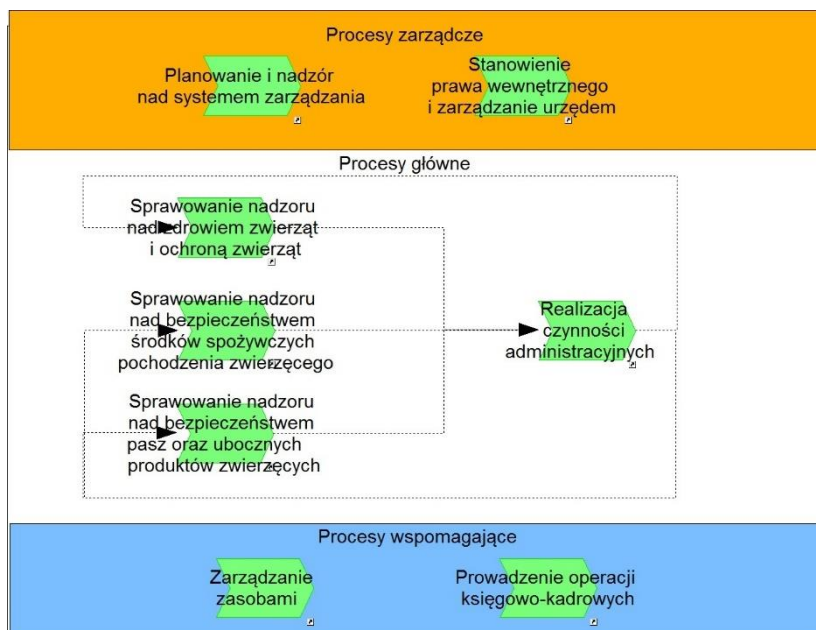 Procesy zarządcze
Planowanie i nadzór
nad systemem zarządzania
Stanowienie
prawa wewnętrznego
i zarządzanie urzędem
Procesy główne
Sprawowanie nadzoru
nad zdrowiem zwierząt
i ochroną zwierząt
Sprawowanie nadzoru
nad bezpieczeństwem
środków spożywczych
pochodzenia zwierzęcego
Realizacja
czynności
administracyjnych
Sprawowanie nadzoru
nad bezpieczeństwem
pasz oraz ubocznych
produktów zwierzęcych
Procesy wspomagające
Zarządzanie
zasobami
Prowadzenie operacji
księgowo-kadrowych